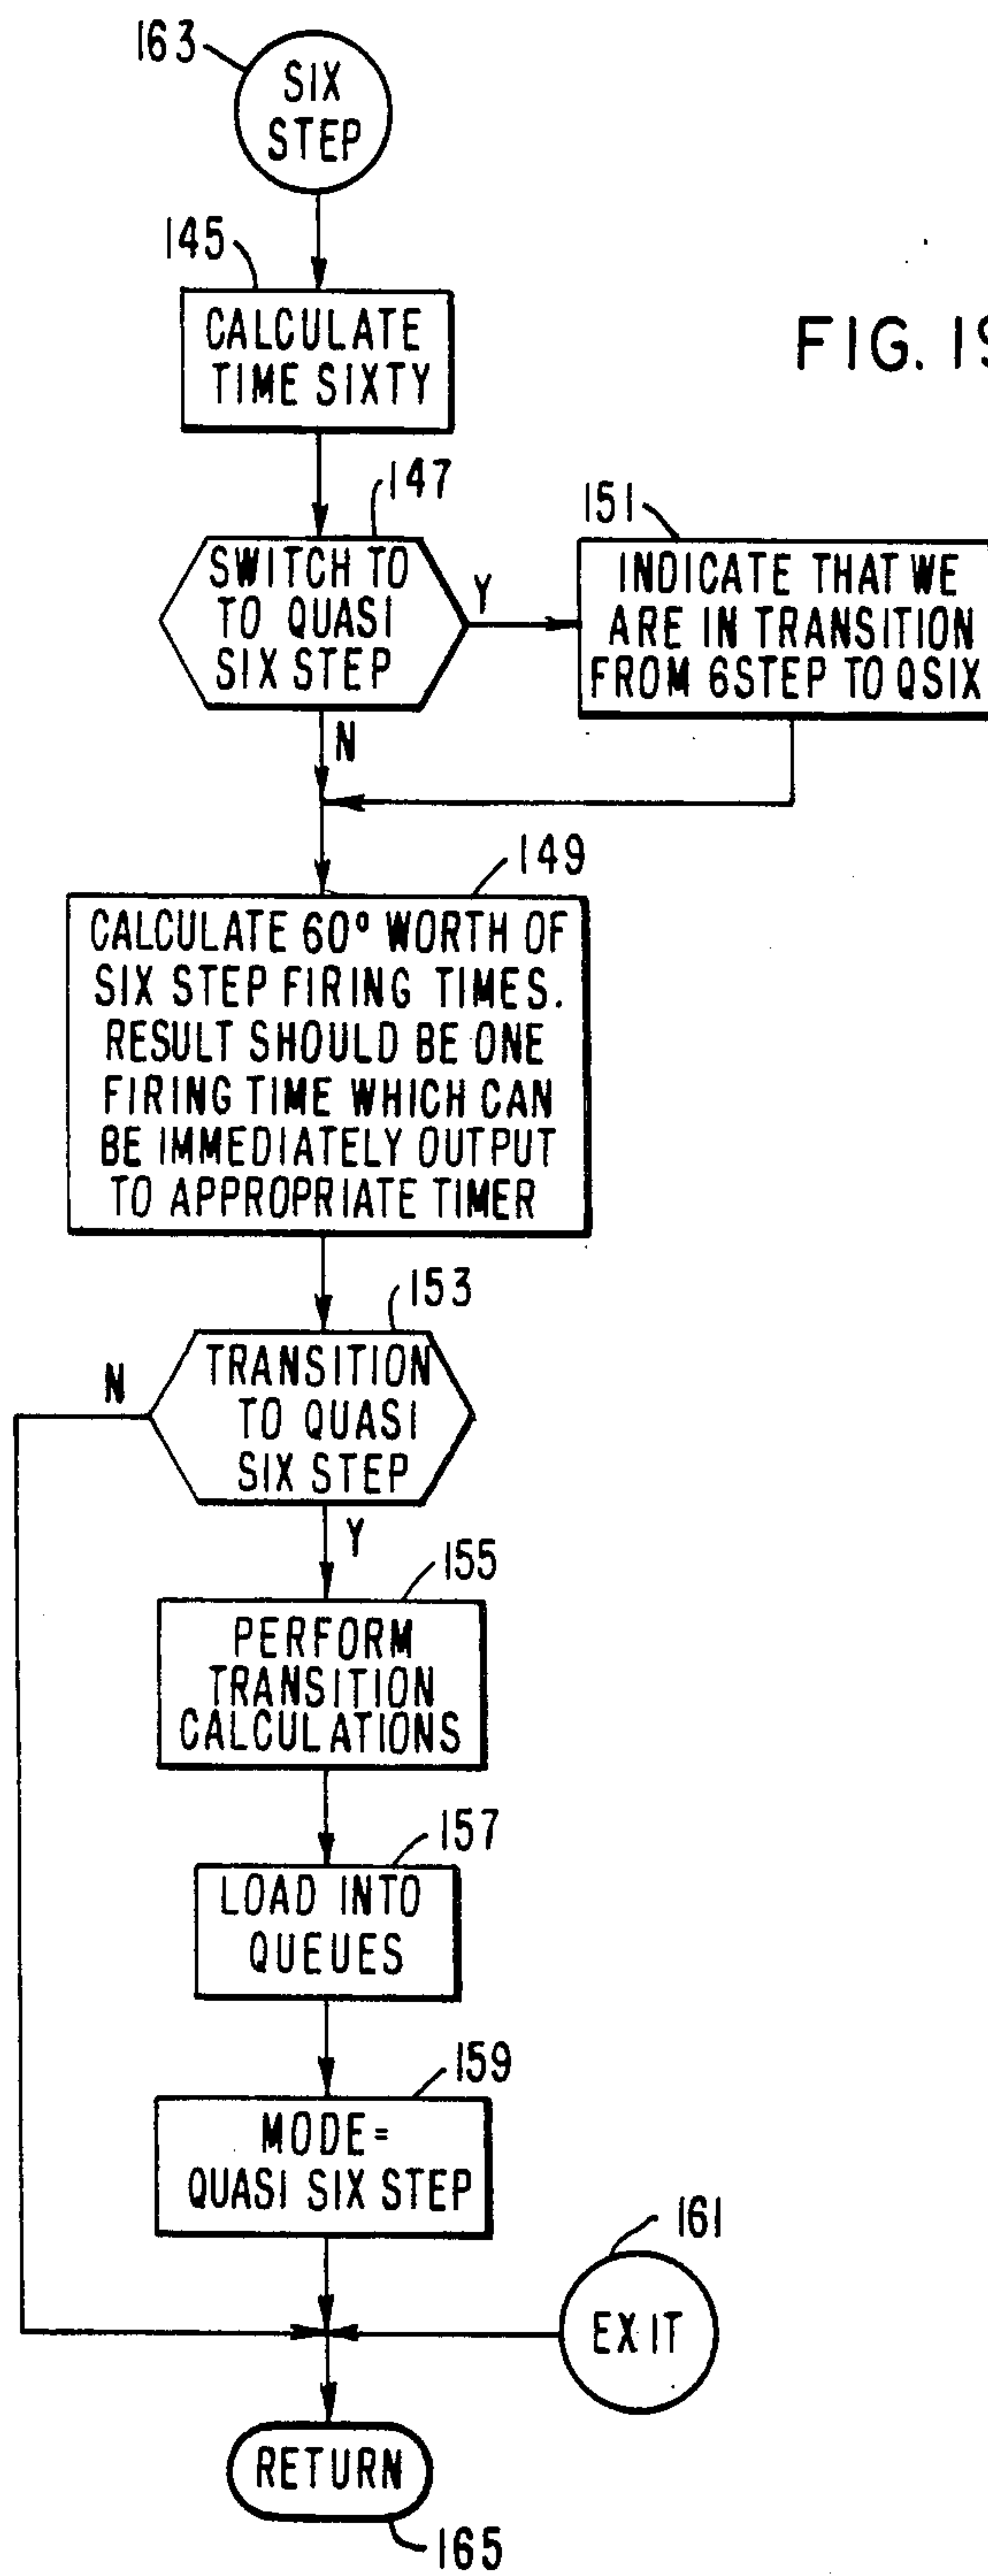 163
SIX
STEP
145
CALCULATE
TIME SIXTY
FIG. 19
147
SWITCH TO
TO QUASI
SIX STEP
Y
N
151
INDICATE THAT WE
ARE IN TRANSITION
FROM 6STEP TO QSIX
149
CALCULATE 60° WORTH OF
SIX STEP FIRING TIMES.
RESULT SHOULD BE ONE
FIRING TIME WHICH CAN
BE IMMEDIATELY OUTPUT
TO APPROPRIATE TIMER
153
N
TRANSITION
TO QUASI
SIX STEP
Y
155
PERFORM
TRANSITION
CALCULATIONS
157
LOAD INTO
QUEUES
159
MODE=
QUASI SIX STEP
161
EXIT
RETURN
165